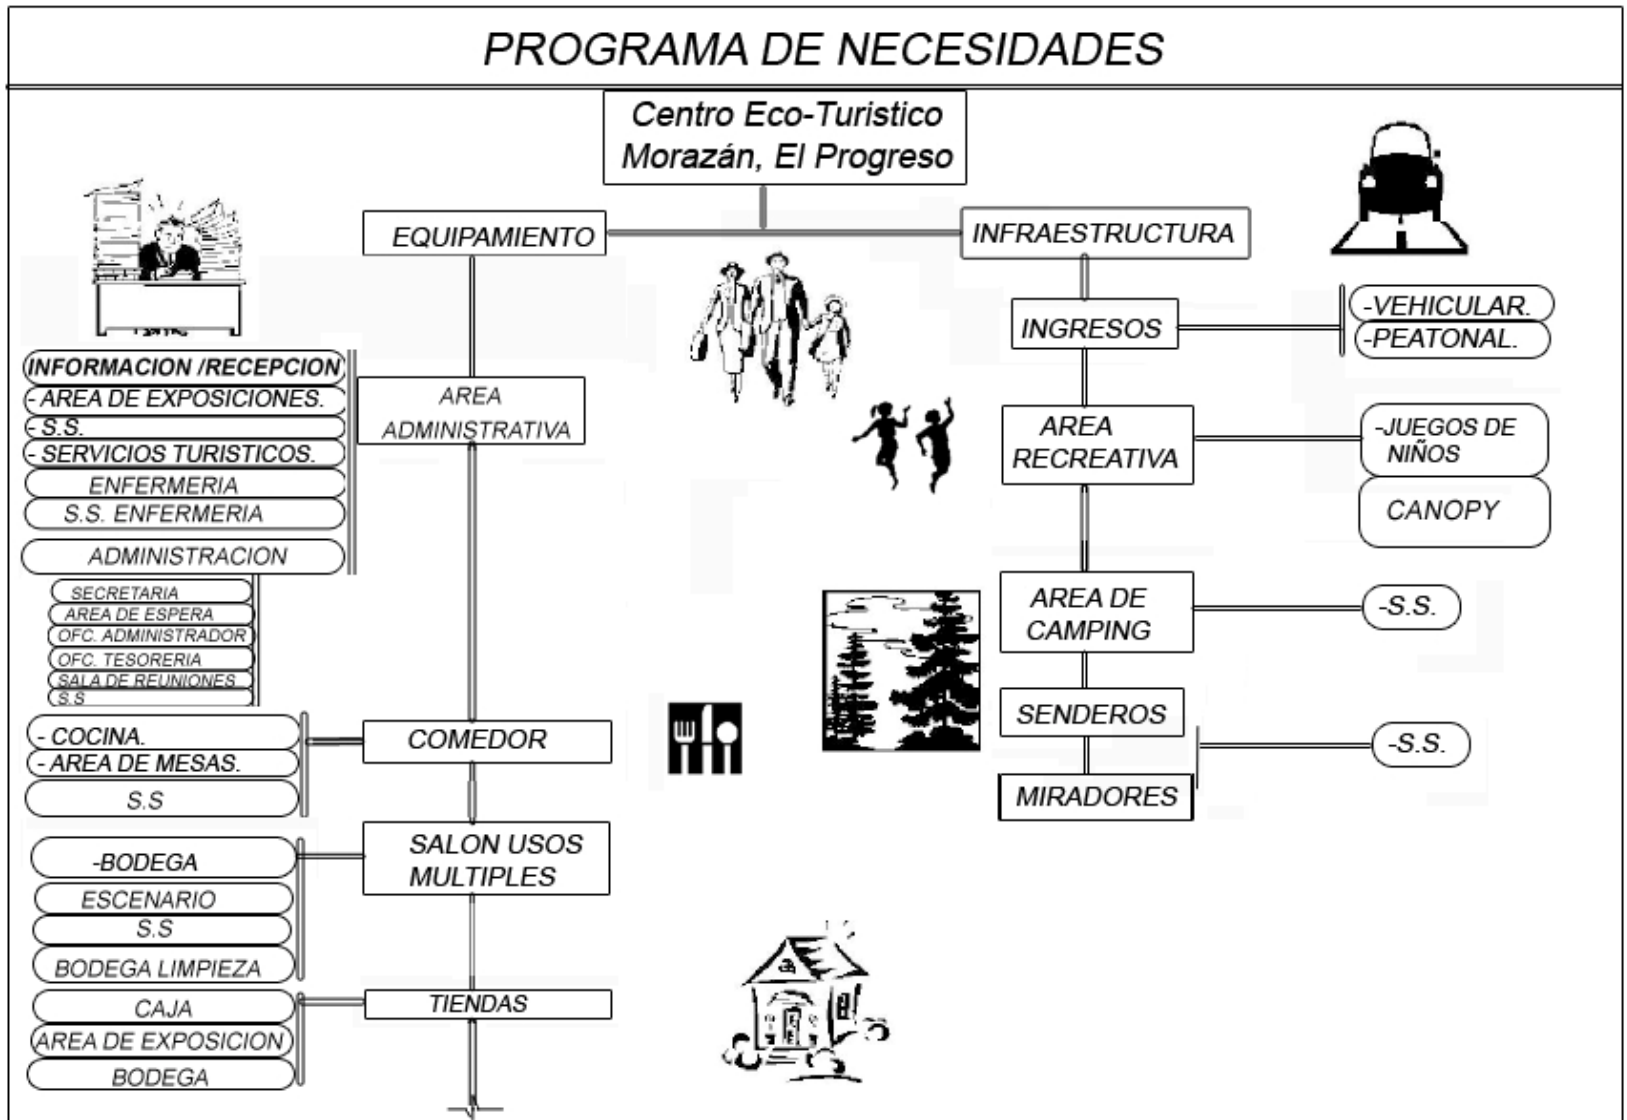 PROGRAMA DE NECESIDADES
Centro Eco-Turistico
Morazán, El Progreso
EQUIPAMIENTO
AREA
ADMINISTRATIVA
INFORMACION /RECEPCION
- AREA DE EXPOSICIONES.
- S.S.
- SERVICIOS TURISTICOS.
ENFERMERIA
S.S. ENFERMERIA
ADMINISTRACION
SECRETARIA
AREA DE ESPERA
OFC. ADMINISTRADOR
OFC. TESORERIA
SALA DE REUNIONES
S.S
COMEDOR
- COCINA.
- AREA DE MESAS.
S.S
SALON USOS
MULTIPLES
-BODEGA
ESCENARIO
S.S
BODEGA LIMPIEZA
TIENDAS
CAJA
AREA DE EXPOSICION
BODEGA
INFRAESTRUCTURA
INGRESOS
-VEHICULAR.
-PEATONAL.
AREA
RECREATIVA
-JUEGOS DE
NIÑOS
CANOPY
AREA DE
CAMPING
-S.S.
SENDEROS
MIRADORES
-S.S.